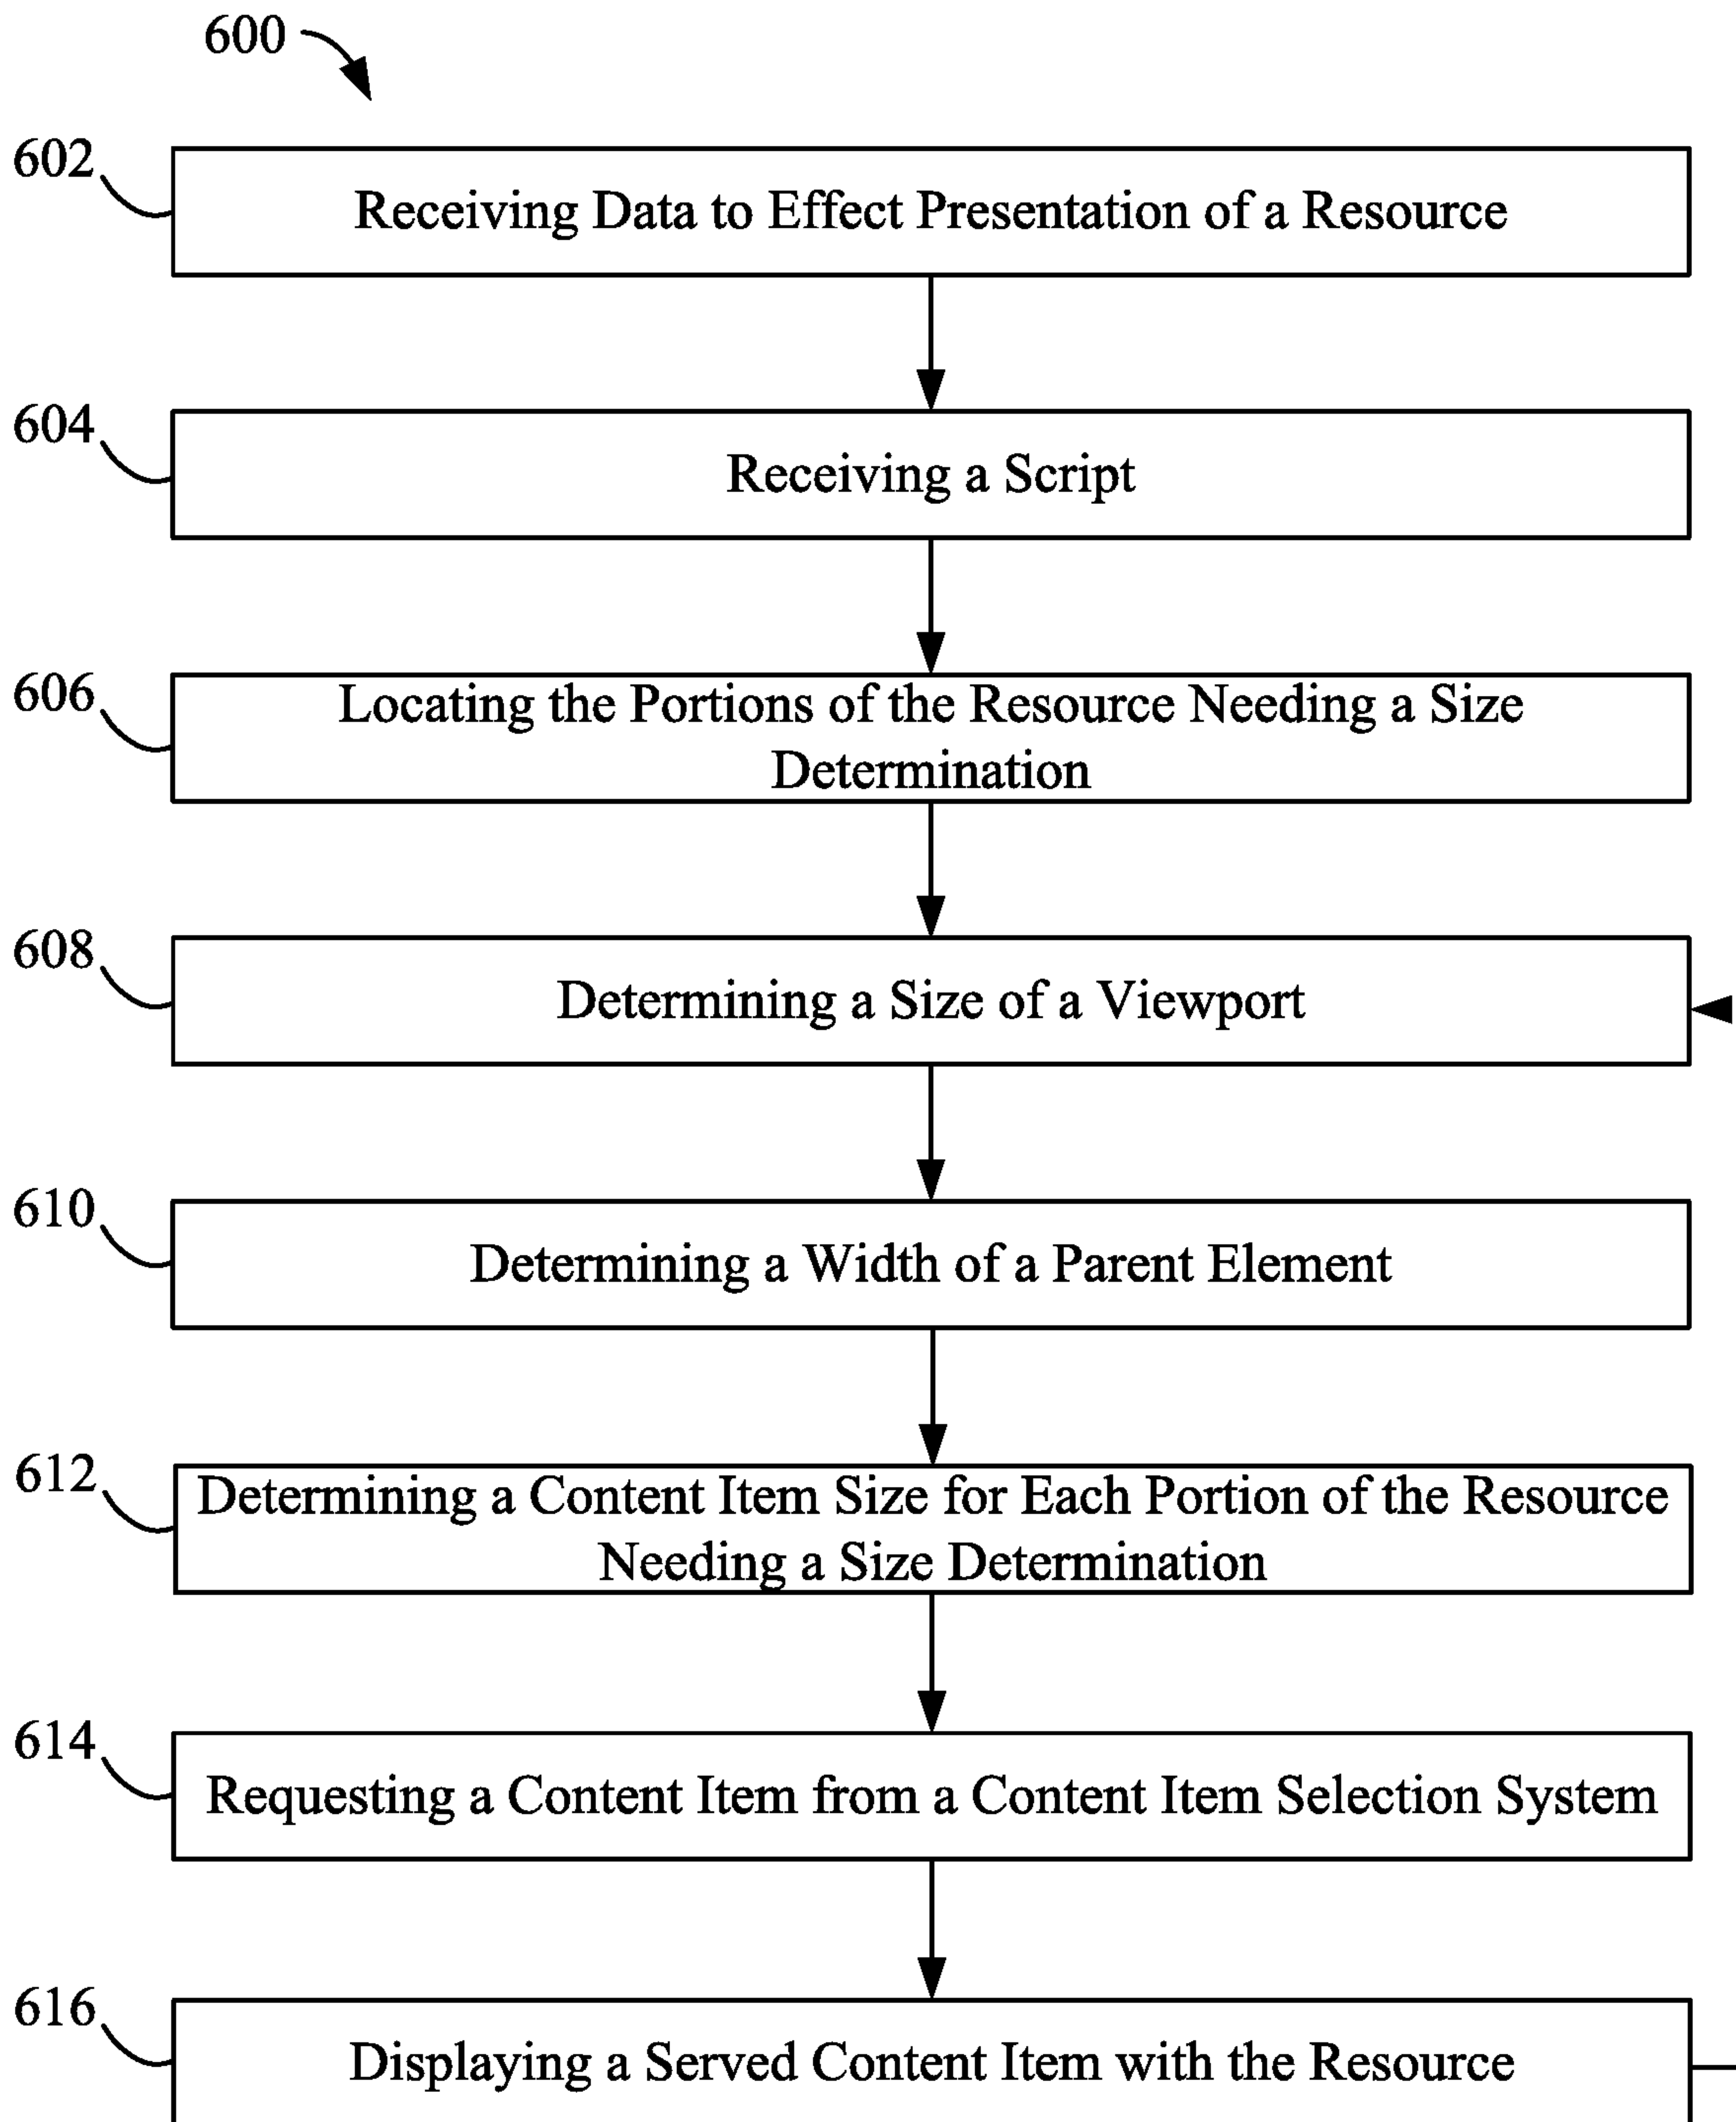 600
602
Receiving Data to Effect Presentation of a Resource
604
Receiving a Script
606
Locating the Portions of the Resource Needing a Size
Determination
608
Determining a Size of a Viewport
610
Determining a Width of a Parent Element
612
Determining a Content Item Size for Each Portion of the Resource
Needing a Size Determination
614
Requesting a Content Item from a Content Item Selection System
616
Displaying a Served Content Item with the Resource